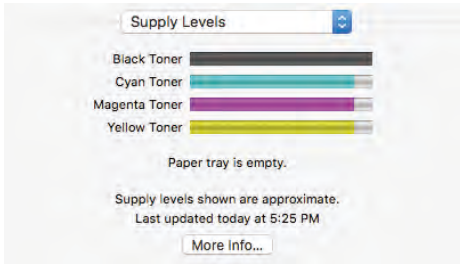 Supply Levels
Black Toner
Cyan Toner
Magenta Toner
Yellow Toner
Paper tray is empty.
Supply levels shown are approximate.
Last updated today at 5:25 PM
More Info...